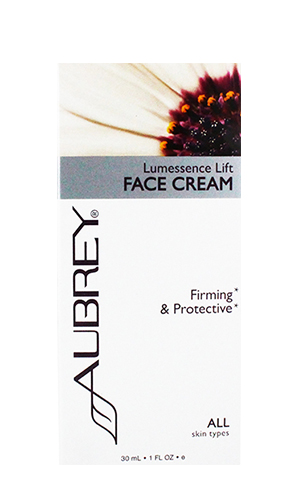 Lumessence Lift
FACE CREAM
AUBREY®
Firming*
& Protective*
ALL
skin types
30 mL • 1 FL OZ • e